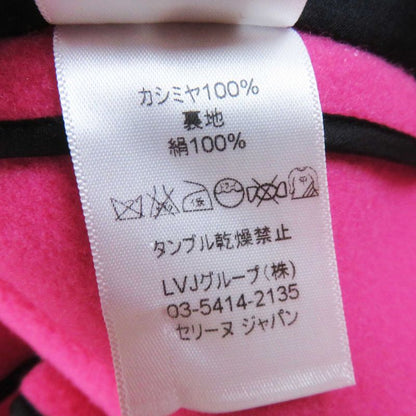 カシミヤ100%
裏地
絹100%
タンブル乾燥禁止
LVJグループ(株)
03-5414-2135
セリーヌ ジャパン